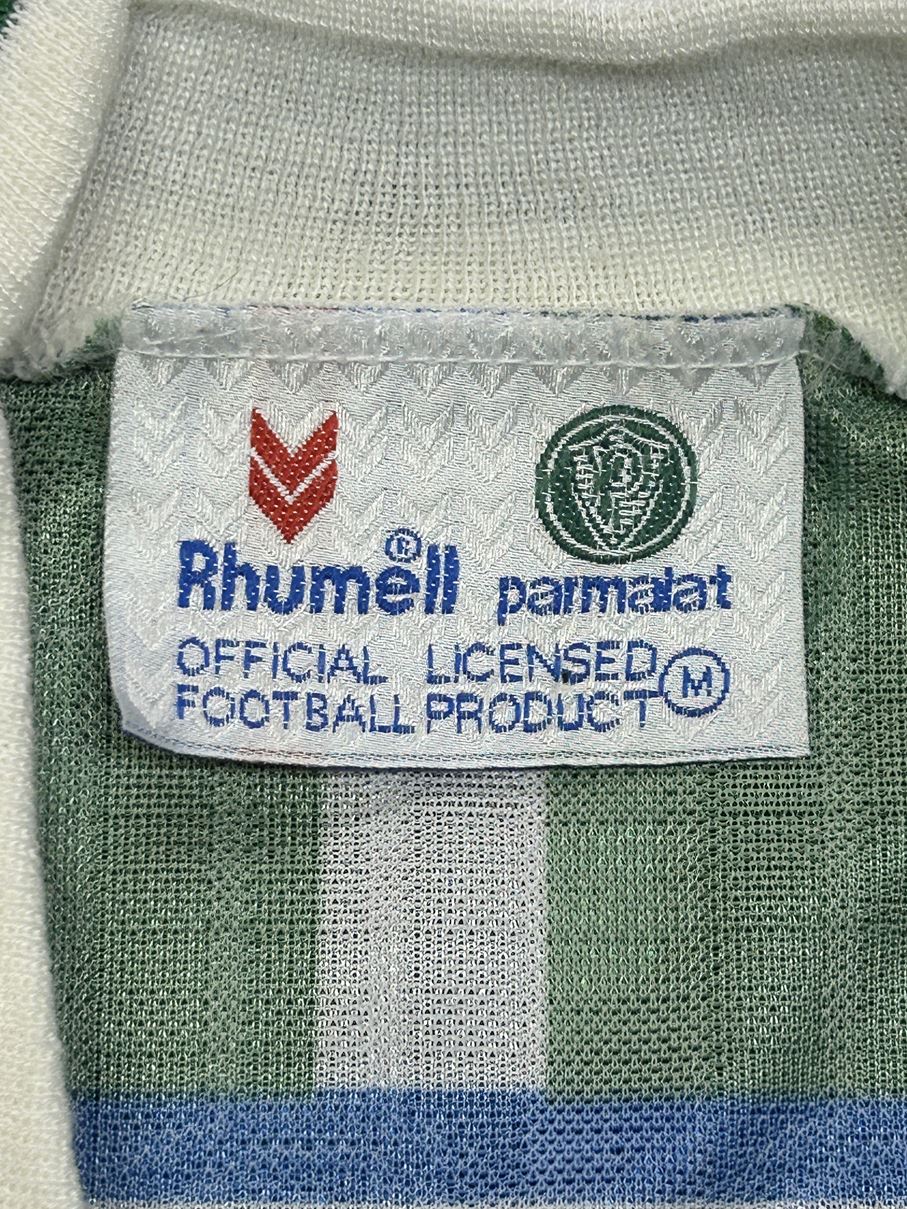 Rhumell® parmalat
OFFICIAL LICENSED
FOOTBALL PRODUCT M
P